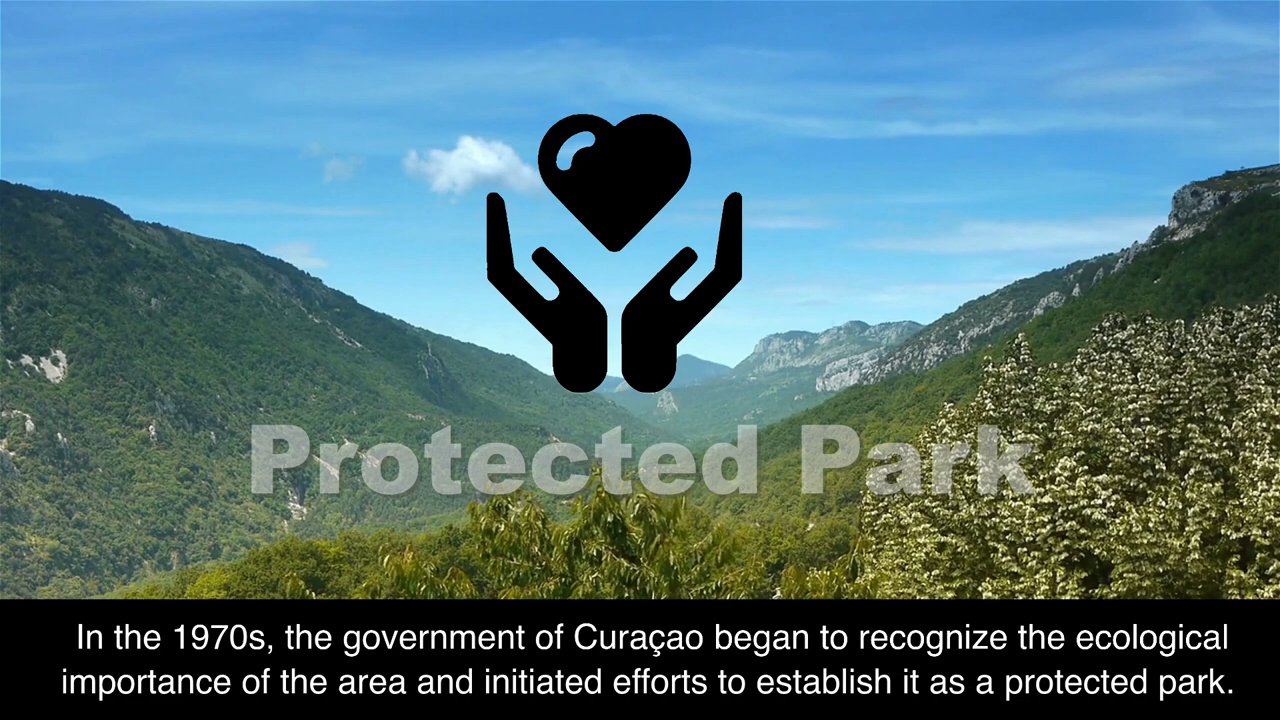 Protected Park
In the 1970s, the government of Curaçao began to recognize the ecological
importance of the area and initiated efforts to establish it as a protected park.